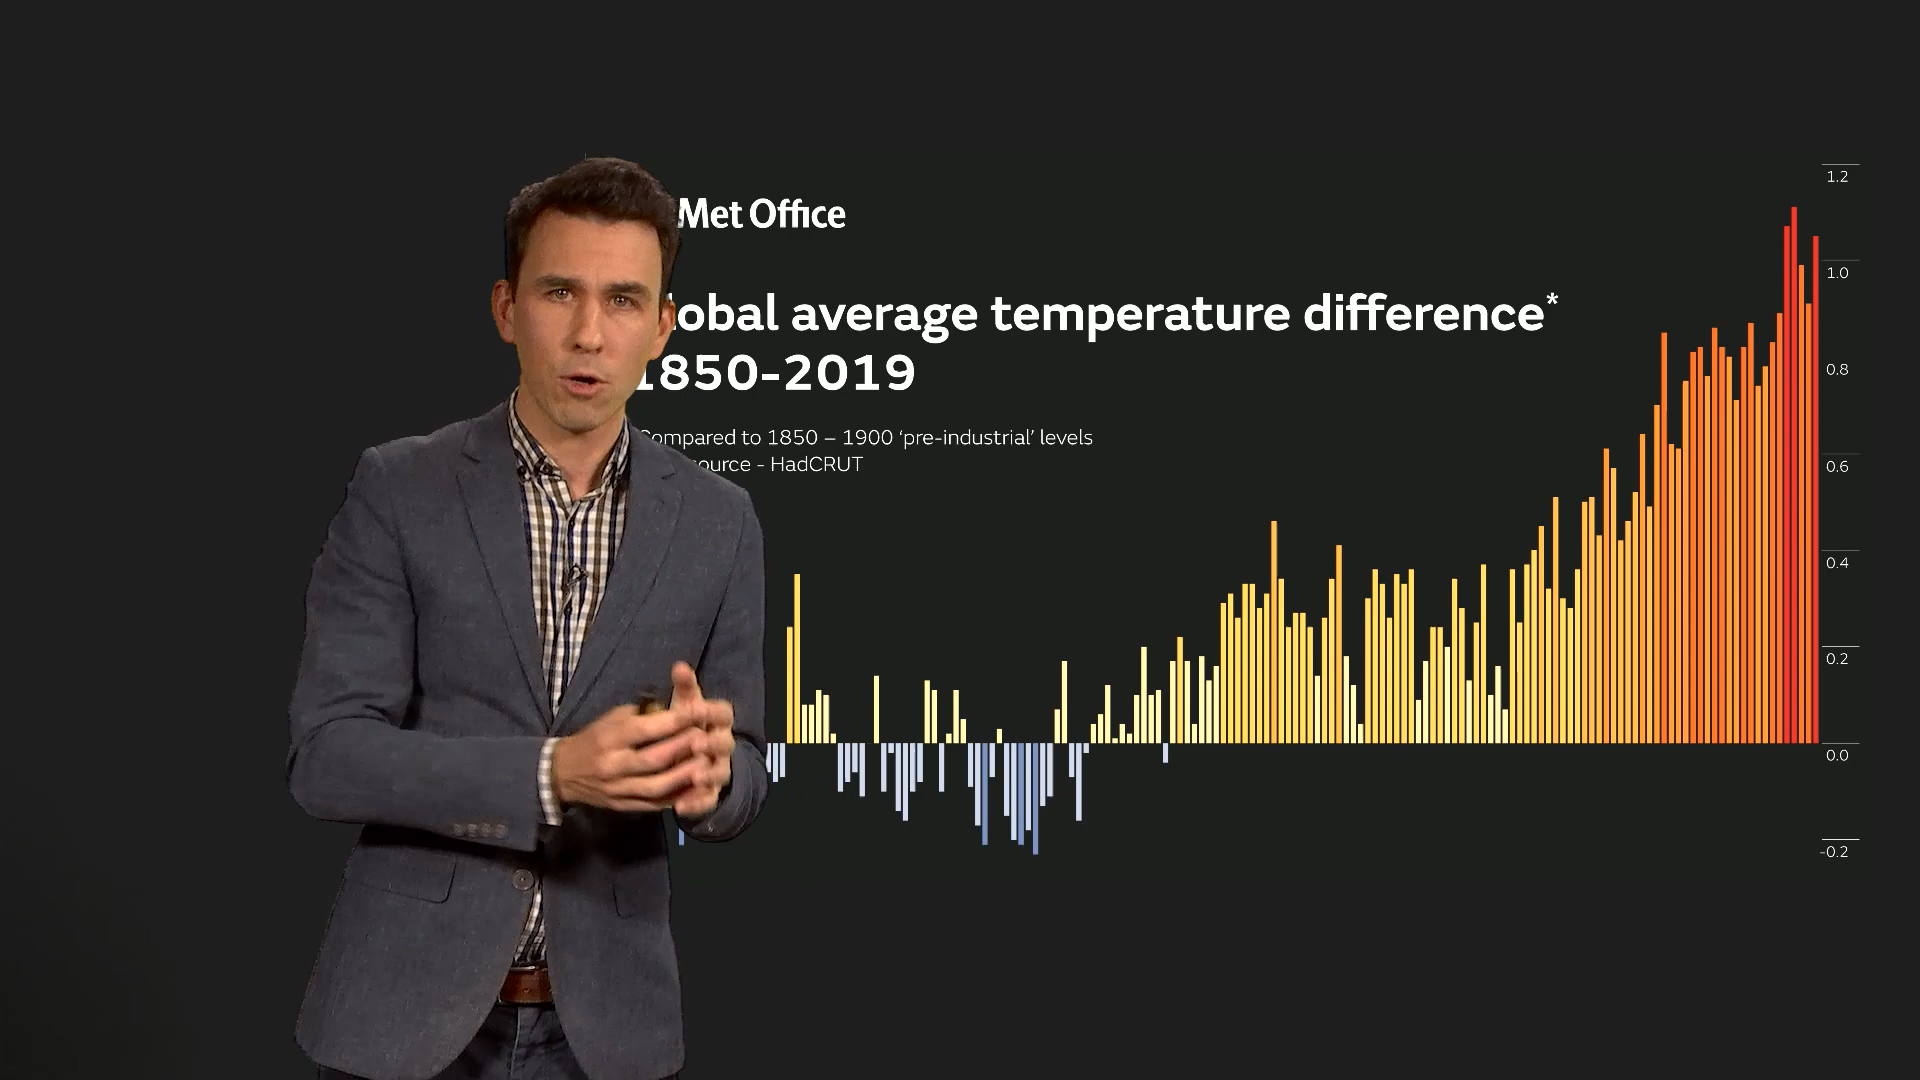 Met Office
lobal average temperature difference*
1850-2019
Compared to 1850 – 1900 ‘pre-industrial’ levels
ource - HadCRUT
1.2
1.0
0.8
0.6
0.4
0.2
0.0
-0.2